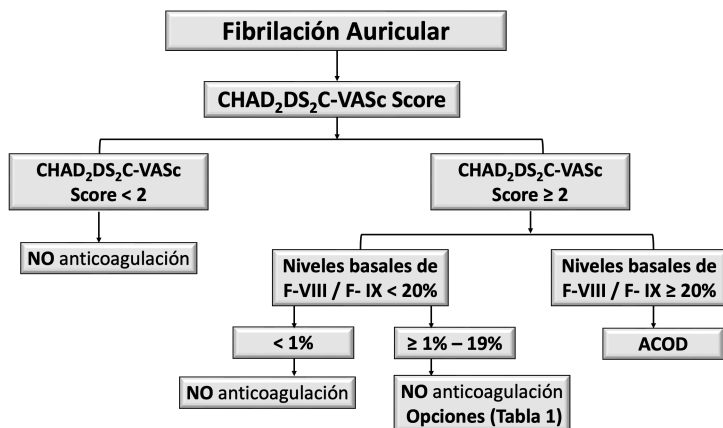 Fibrilación Auricular
CHAD₂DS₂C-VASc Score
CHAD₂DS₂C-VASc
Score < 2
CHAD₂DS₂C-VASc
Score ≥ 2
NO anticoagulación
Niveles basales de
F-VIII / F- IX < 20%
Niveles basales de
F-VIII / F- IX ≥ 20%
< 1%
≥ 1% – 19%
ACOD
NO anticoagulación
NO anticoagulación
Opciones (Tabla 1)